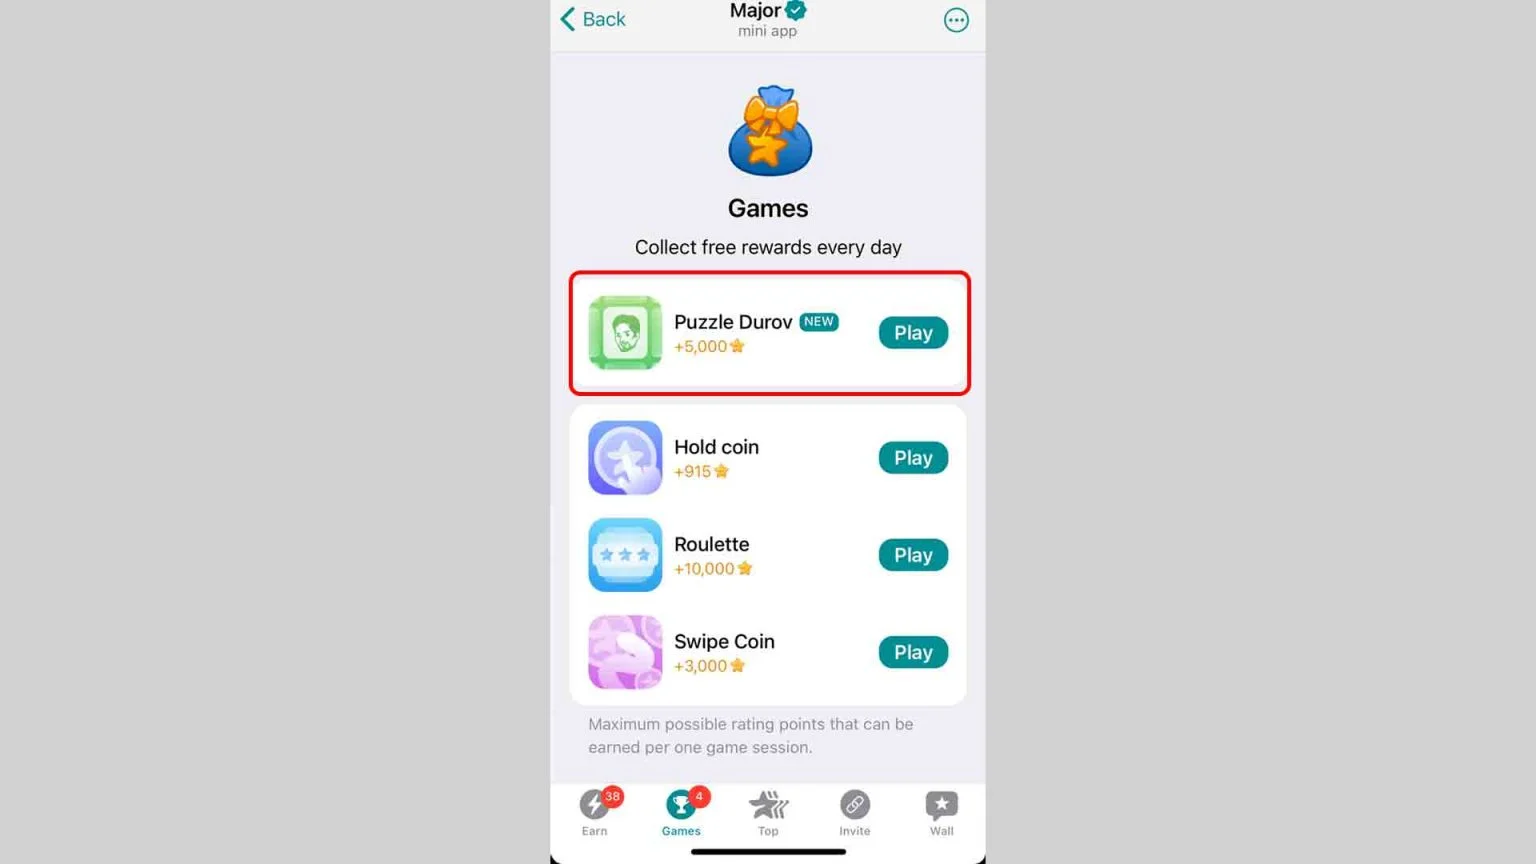 Back
Major
mini app
Games
Collect free rewards every day
Puzzle Durov NEW
+5,000
Play
Hold coin
+915
Play
Roulette
+10,000
Play
Swipe Coin
+3,000
Play
Maximum possible rating points that can be
earned per one game session.
38
4
Earn
Games
Top
Invite
Wall